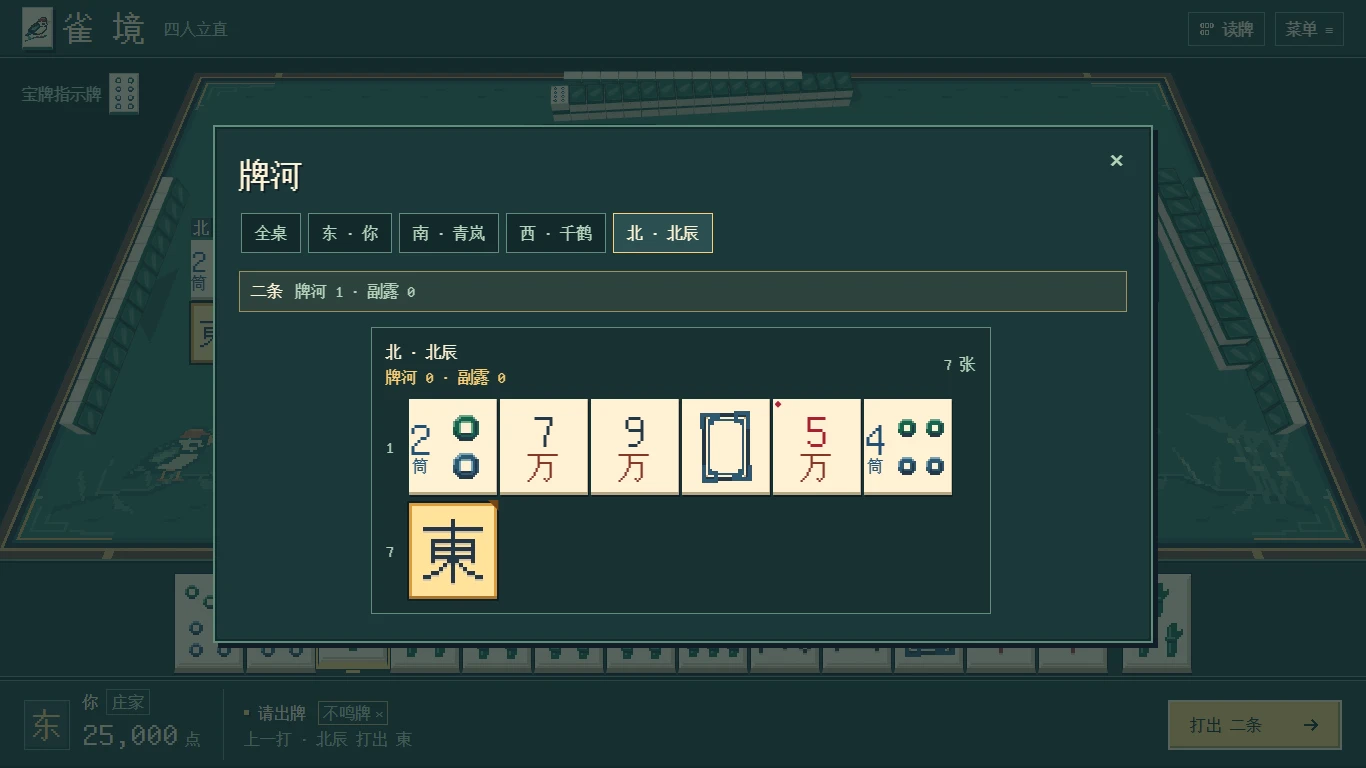 雀境 四人立直
读牌 菜单 ≡
宝牌指示牌
牌河 ×
全桌 东 · 你 南 · 青岚 西 · 千鹤 北 · 北辰
二条 牌河 1 · 副露 0
北 · 北辰
牌河 0 · 副露 0
7 张
北
2
筒
1
2 筒
7 万
9 万
5 万
4 筒
7
東
东
你 庄家
25,000 点
请出牌 不鸣牌 ×
上一打 · 北辰 打出 東
打出 二条 →